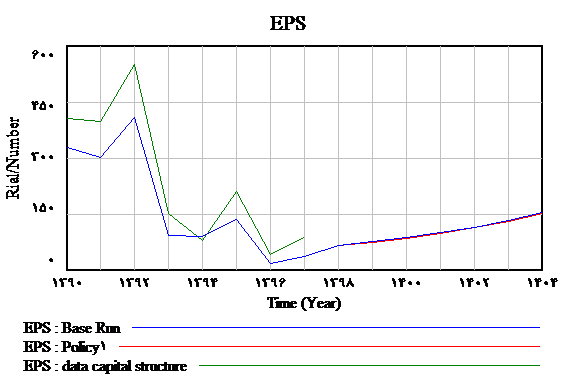 EPS
۶۰۰
۴۵۰
۳۰۰
۱۵۰
۰
Rial/Number
۱۳۹۰ ۱۳۹۲ ۱۳۹۴ ۱۳۹۶ ۱۳۹۸ ۱۴۰۰ ۱۴۰۲ ۱۴۰۴
Time (Year)
EPS : Base Run
EPS : Policy۱
EPS : data capital structure